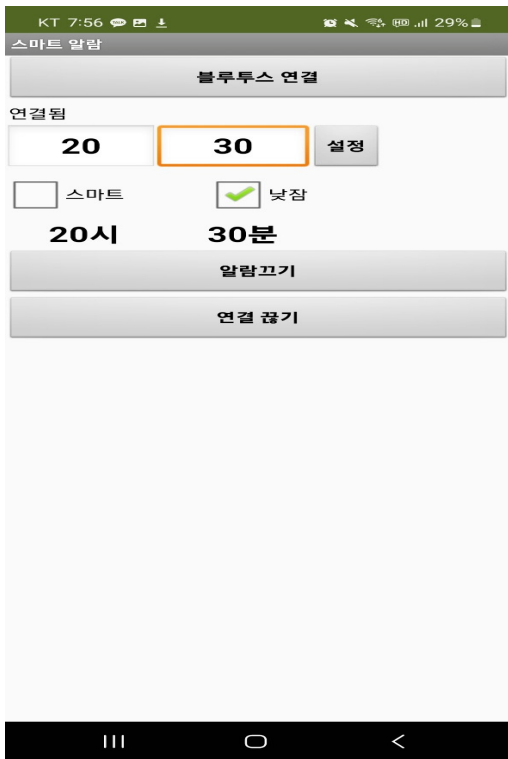 KT 7:56 HD 29%
스마트 알람
블루투스 연결
연결됨
20 30 설정
스마트 낮잠
20시 30분
알람끄기
연결 끊기